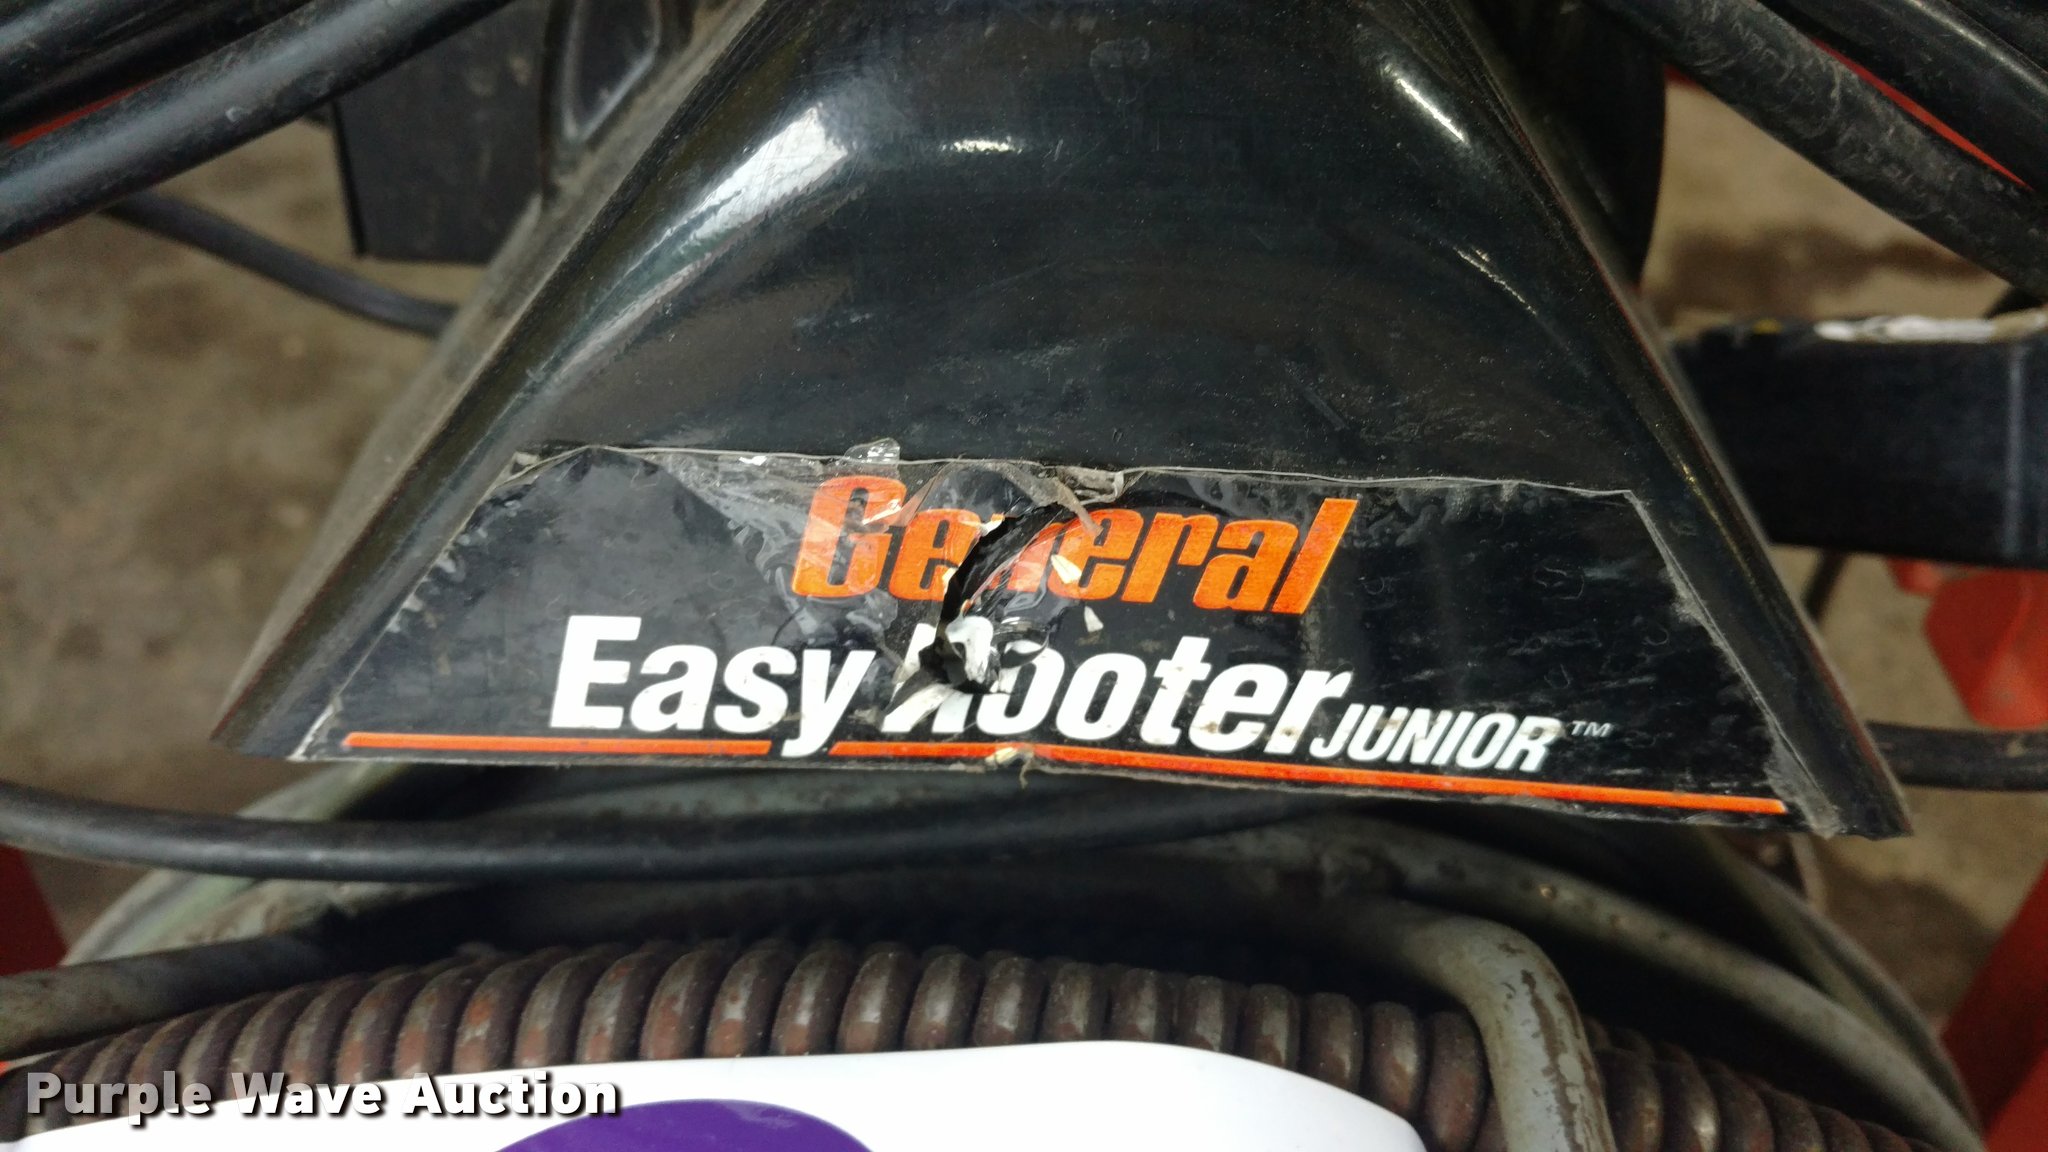 General
Easy Rooter JUNIOR™
Purple Wave Auction